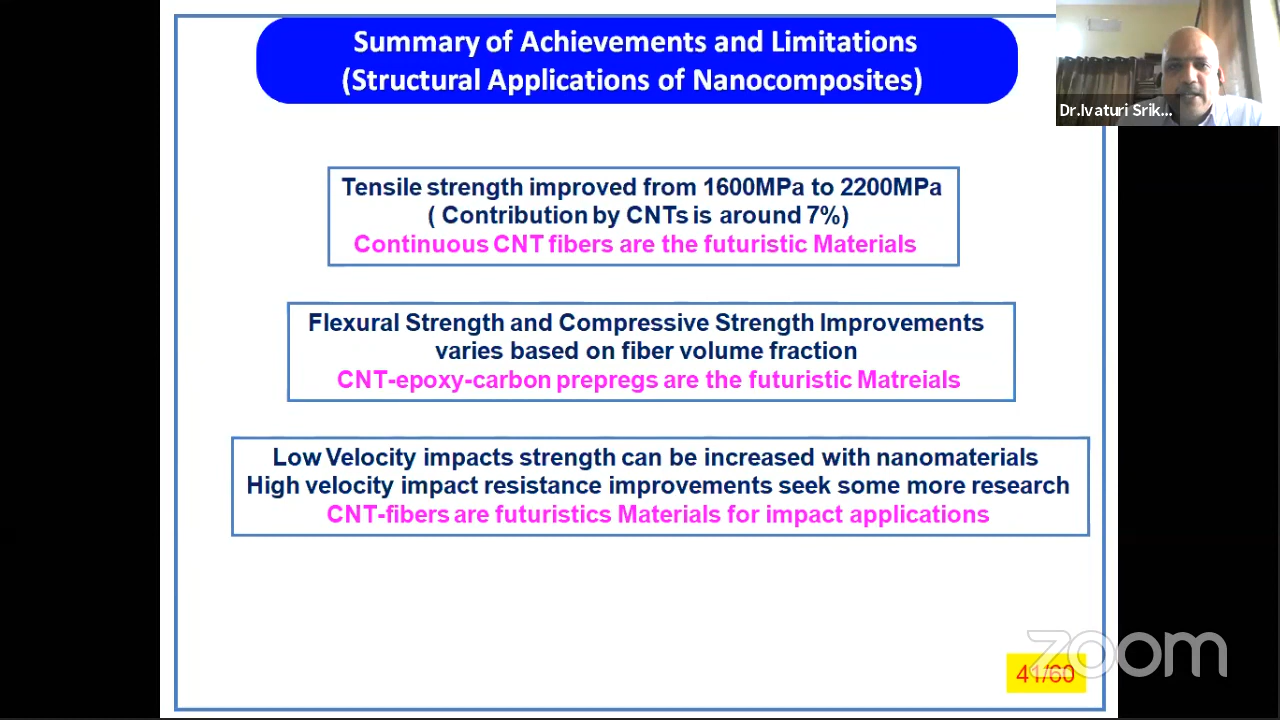 Summary of Achievements and Limitations
(Structural Applications of Nanocomposites)
Dr.Ivaturi Srik...
Tensile strength improved from 1600MPa to 2200MPa
( Contribution by CNTs is around 7%)
Continuous CNT fibers are the futuristic Materials
Flexural Strength and Compressive Strength Improvements
varies based on fiber volume fraction
CNT-epoxy-carbon prepregs are the futuristic Matreials
Low Velocity impacts strength can be increased with nanomaterials
High velocity impact resistance improvements seek some more research
CNT-fibers are futuristics Materials for impact applications
zoom
41/60